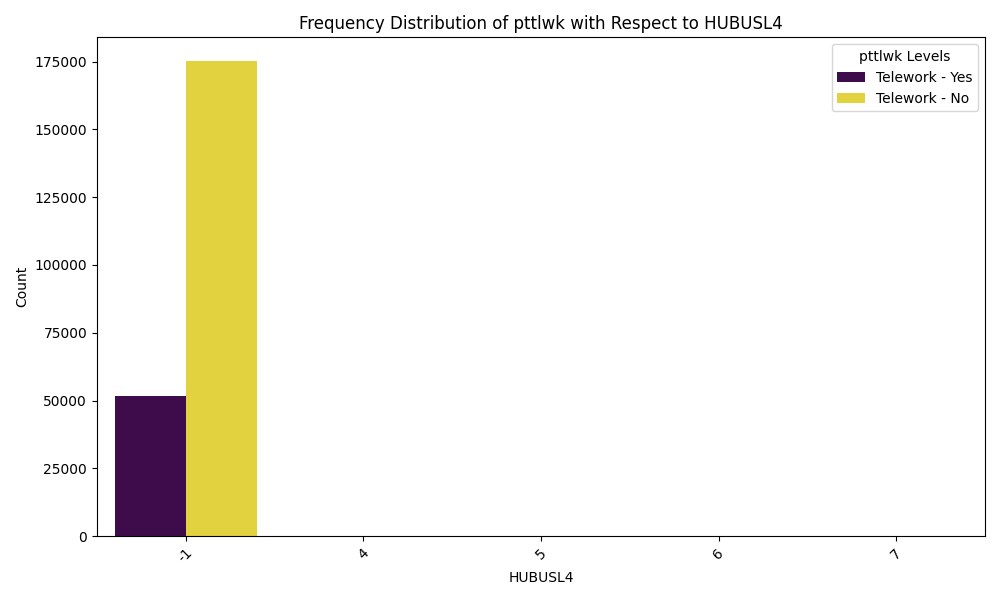 Frequency Distribution of pttlwk with Respect to HUBUSL4
pttlwk Levels
Telework - Yes
Telework - No
175000
150000
125000
100000
75000
50000
25000
0
Count
-1
4
5
6
7
HUBUSL4